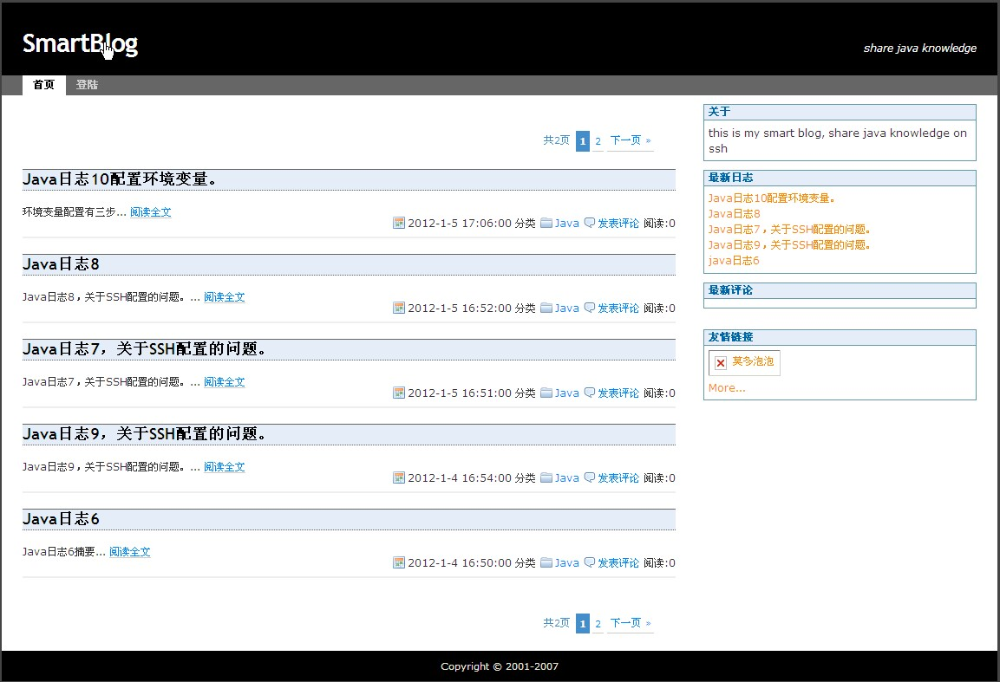 SmartBlog
share java knowledge
首页 登陆
共2页 1 2 下一页 »
Java日志10配置环境变量。
环境变量配置有三步... 阅读全文
2012-1-5 17:06:00 分类 Java 发表评论 阅读:0
Java日志8
Java日志8，关于SSH配置的问题。... 阅读全文
2012-1-5 16:52:00 分类 Java 发表评论 阅读:0
Java日志7，关于SSH配置的问题。
Java日志7，关于SSH配置的问题。... 阅读全文
2012-1-5 16:51:00 分类 Java 发表评论 阅读:0
Java日志9，关于SSH配置的问题。
Java日志9，关于SSH配置的问题。... 阅读全文
2012-1-4 16:54:00 分类 Java 发表评论 阅读:0
Java日志6
Java日志6摘要... 阅读全文
2012-1-4 16:50:00 分类 Java 发表评论 阅读:0
共2页 1 2 下一页 »
关于
this is my smart blog, share java knowledge on
ssh
最新日志
Java日志10配置环境变量。
Java日志8
Java日志7，关于SSH配置的问题。
Java日志9，关于SSH配置的问题。
java日志6
最新评论
友情链接
莫多泡泡
More...
Copyright © 2001-2007